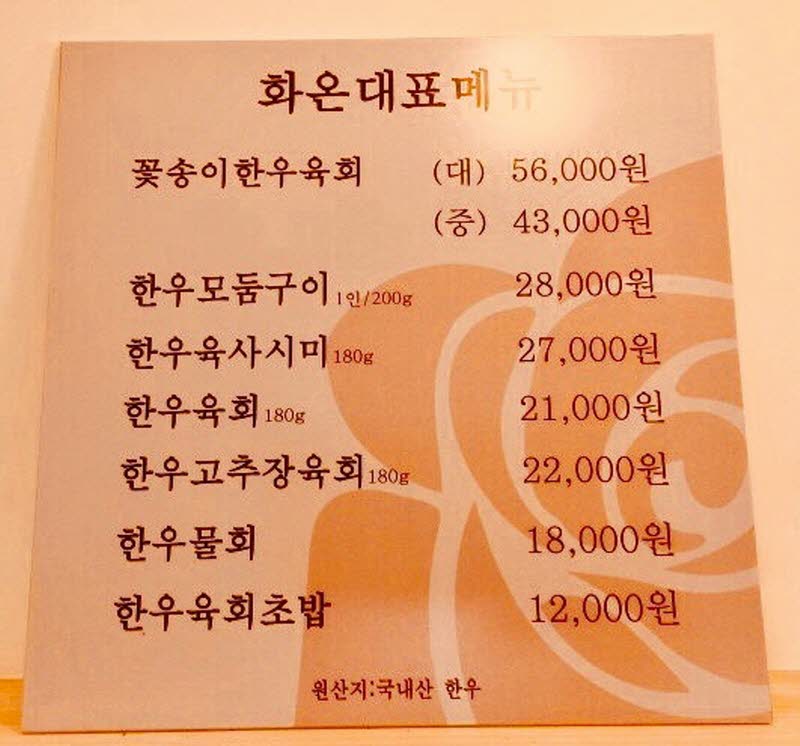 화온대표메뉴
꽃송이한우육회 (대) 56,000원
(중) 43,000원
한우모둠구이 1인/200g 28,000원
한우육사시미 180g 27,000원
한우육회 180g 21,000원
한우고추장육회 180g 22,000원
한우물회 18,000원
한우육회초밥 12,000원
원산지:국내산 한우